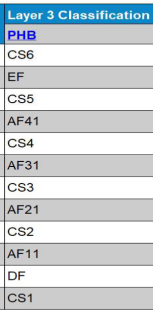 Layer 3 Classification
PHB
CS6
EF
CS5
AF41
CS4
AF31
CS3
AF21
CS2
AF11
DF
CS1